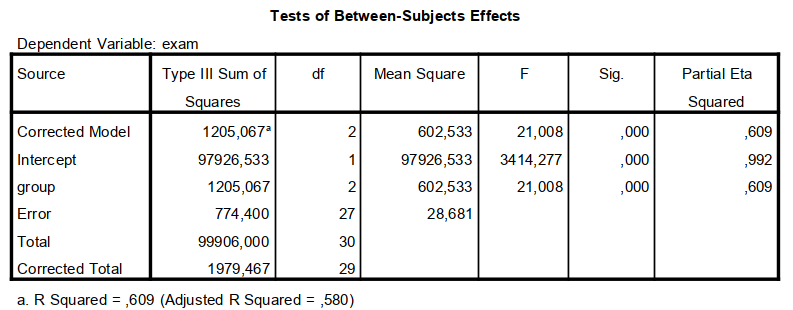 Tests of Between-Subjects Effects
Dependent Variable: exam
Source Type III Sum of Squares df Mean Square F Sig. Partial Eta Squared
Corrected Model 1205,067a 2 602,533 21,008 ,000 ,609
Intercept 97926,533 1 97926,533 3414,277 ,000 ,992
group 1205,067 2 602,533 21,008 ,000 ,609
Error 774,400 27 28,681
Total 99906,000 30
Corrected Total 1979,467 29
a. R Squared = ,609 (Adjusted R Squared = ,580)